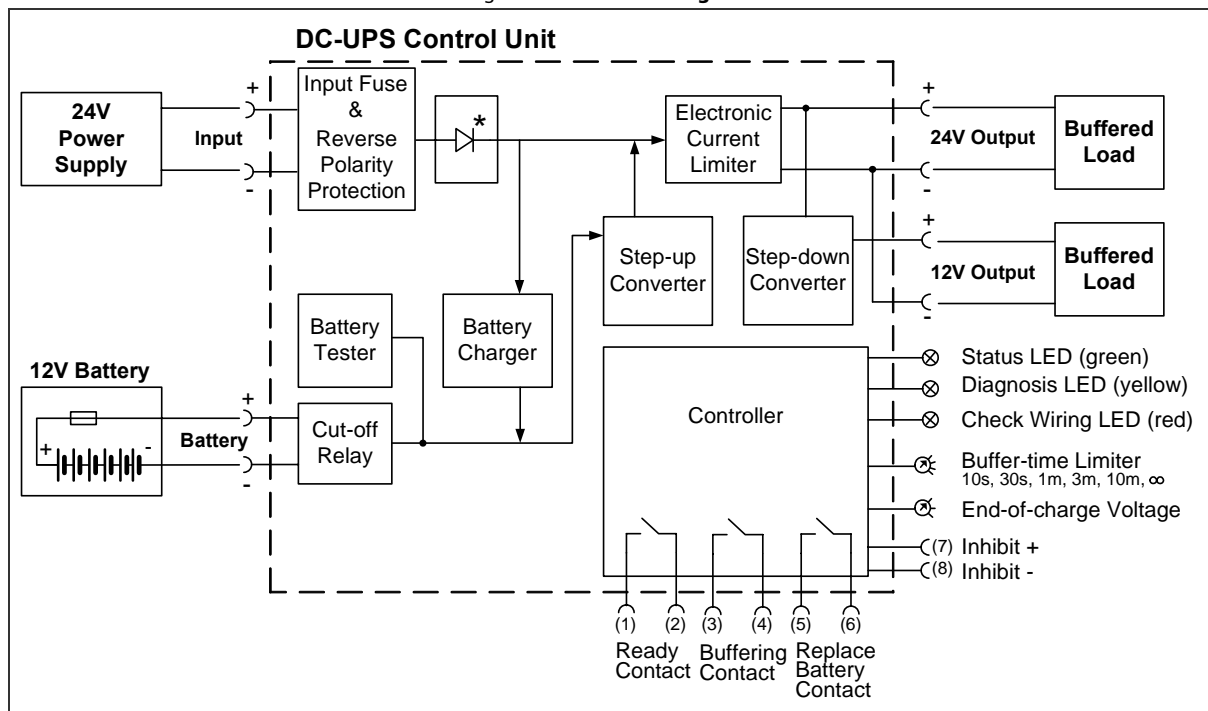 DC-UPS Control Unit
24V
Power
Supply
+
Input
-
Input Fuse
&
Reverse
Polarity
Protection
*
Electronic
Current
Limiter
+
24V Output
-
Buffered
Load
Step-up
Converter
Step-down
Converter
+
12V Output
-
Buffered
Load
Battery
Tester
Battery
Charger
12V Battery
+ -
+
Battery
-
Cut-off
Relay
Controller
Status LED (green)
Diagnosis LED (yellow)
Check Wiring LED (red)
Buffer-time Limiter
10s, 30s, 1m, 3m, 10m, ∞
End-of-charge Voltage
(7) Inhibit +
(8) Inhibit -
(1) (2) (3) (4) (5) (6)
Ready
Contact
Buffering
Contact
Replace
Battery
Contact